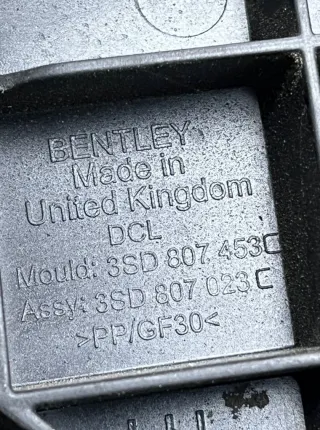 BENTLEY
Made in
United Kingdom
DCL
Mould: 3SD 807 453C
Assy: 3SD 807 023 C
>PP/GF30<